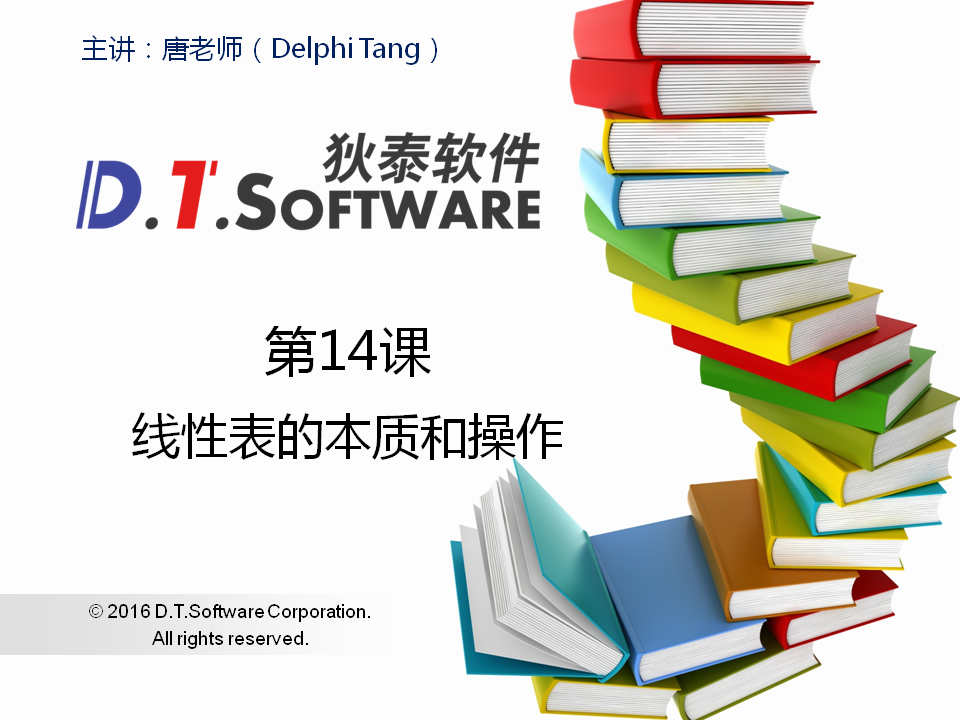 主讲：唐老师（Delphi Tang）
狄泰软件
D.T.SOFTWARE
第14课
线性表的本质和操作
© 2016 D.T.Software Corporation.
All rights reserved.